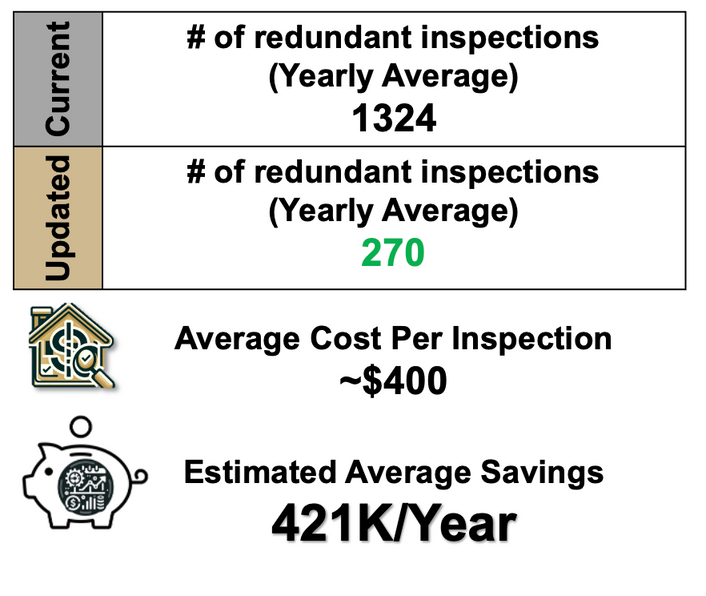 Current
# of redundant inspections
(Yearly Average)
1324
Updated
# of redundant inspections
(Yearly Average)
270
Average Cost Per Inspection
~$400
Estimated Average Savings
421K/Year